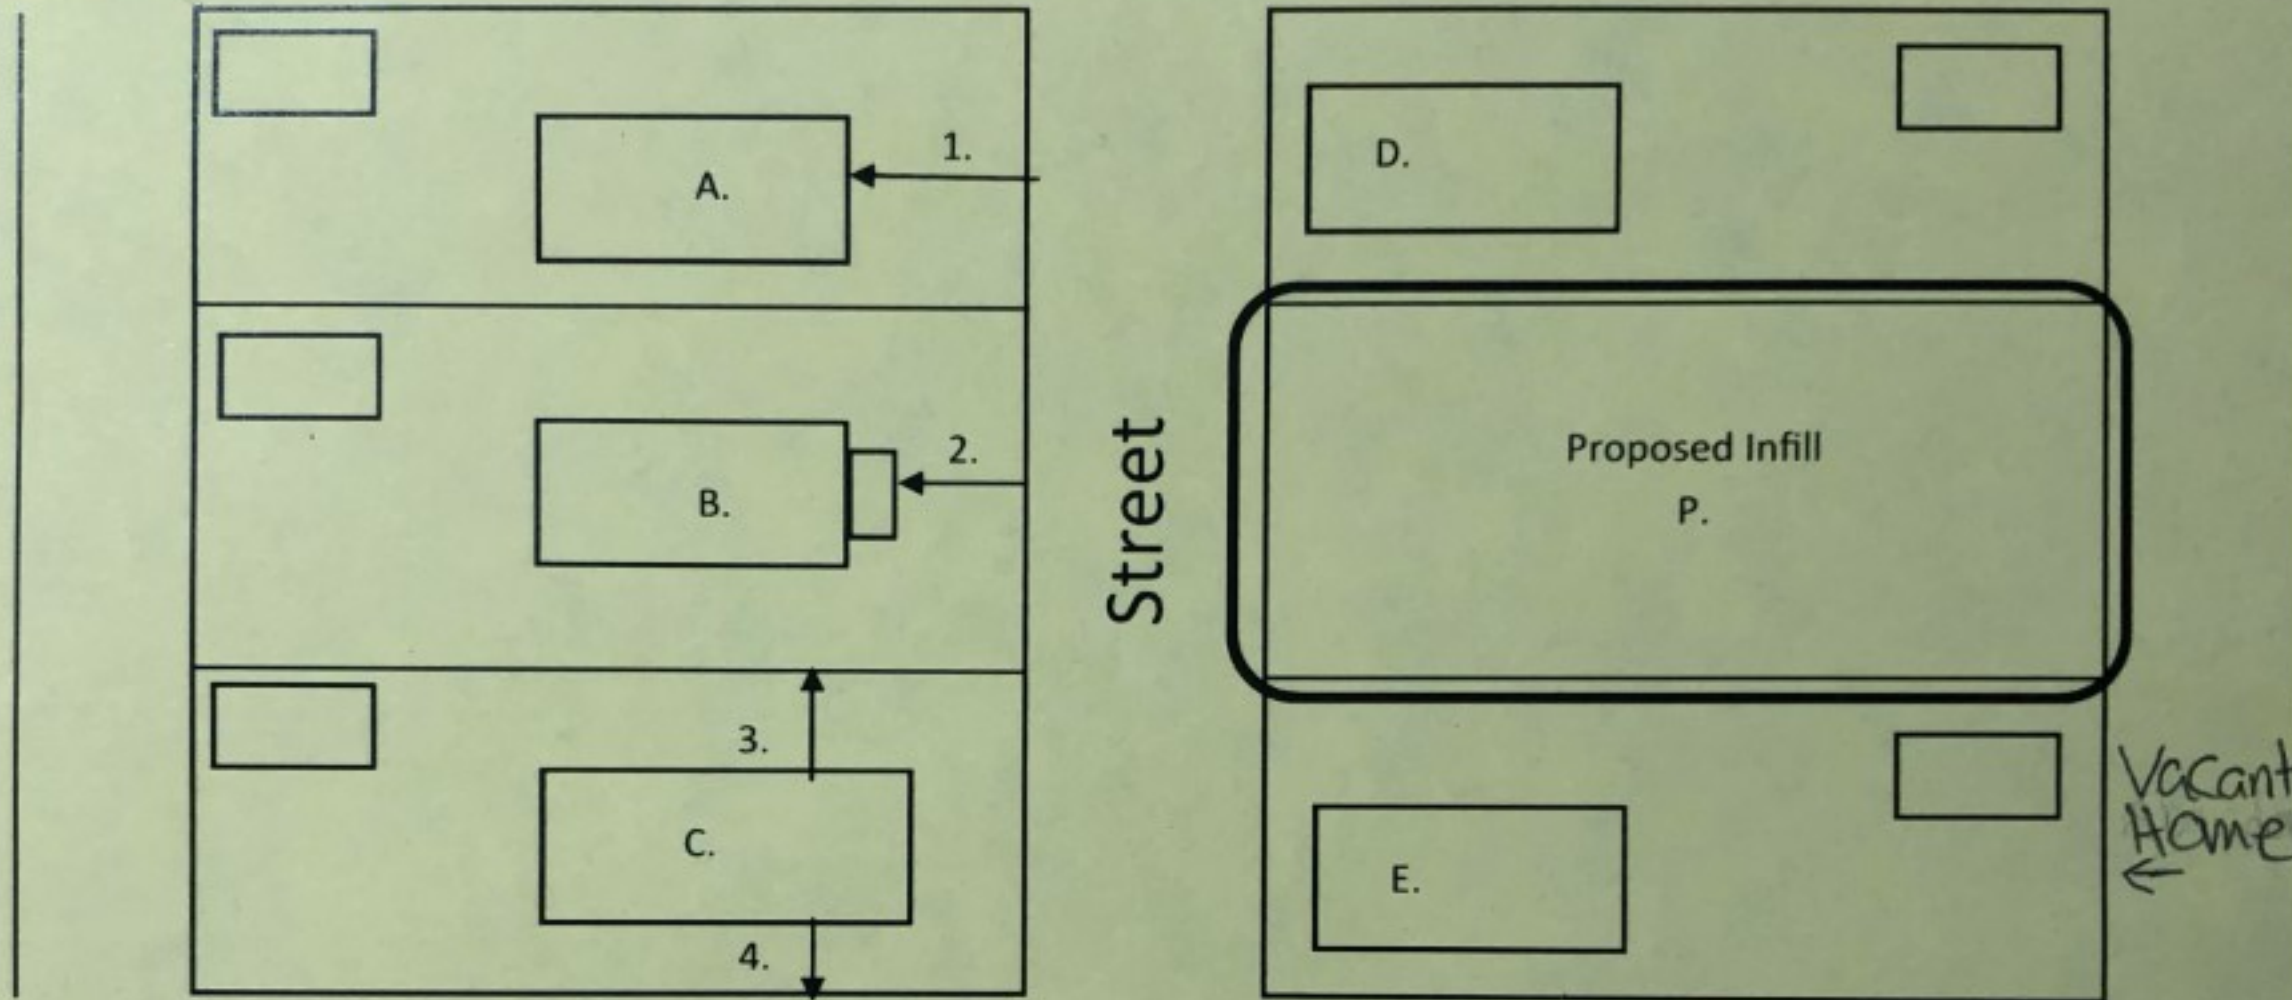 1.
A.
D.
2.
B.
Street
Proposed Infill
P.
3.
C.
4.
E.
Vacant
Home
←